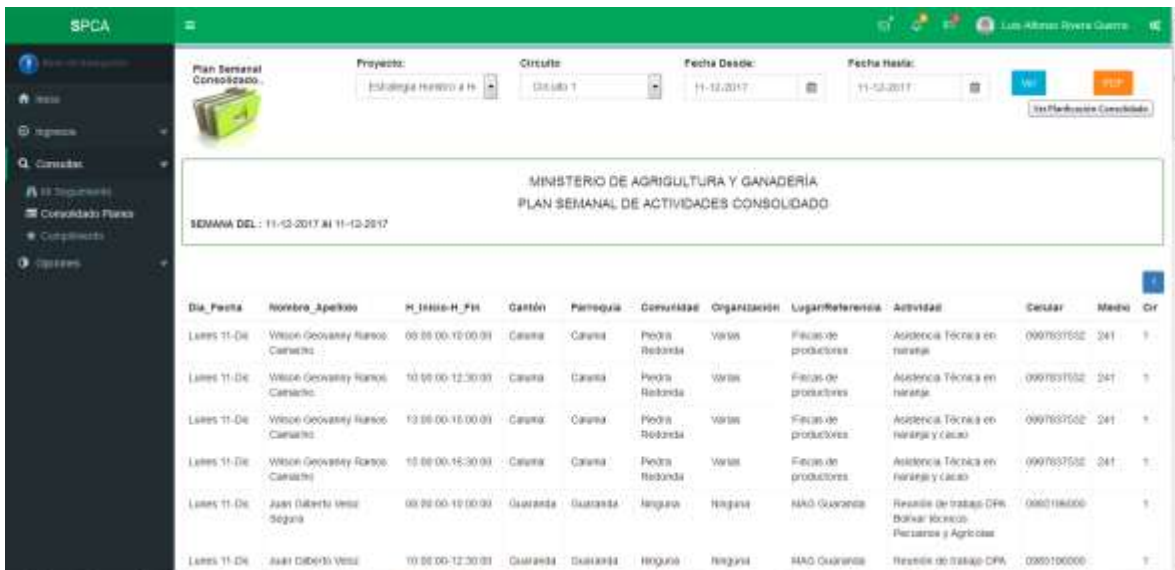 SPCA
Luis Alfonso Rivera Guerra
Inicio
Ingresos
Consultas
Mi Seguimiento
Consolidado Planes
Cumplimiento
Opciones
Plan Semanal
Consolidado..
Proyecto:
Circuito:
Fecha Desde:
Fecha Hasta:
Estrategia Hombro a H
Circuito 1
11-12-2017
11-12-2017
Ver
PDF
Ver Planificación Consolidado
MINISTERIO DE AGRIGULTURA Y GANADERÍA
PLAN SEMANAL DE ACTIVIDADES CONSOLIDADO
SEMANA DEL : 11-12-2017 Al 11-12-2017
1
Dia_Fecha Nombre_Apellido H_Inicio-H_Fin Cantón Parroquia Comunidad Organización Lugar/Referencia Actividad Celular Medio Cir
Lunes 11-Dic Wilson Geovanny Ramos 08:00:00-10:00:00 Caluma Caluma Piedra Varias Fincas de Asistencia Técnica en 0997837532 241 1
Camacho Redonda productores naranja
Lunes 11-Dic Wilson Geovanny Ramos 10:00:00-12:30:00 Caluma Caluma Piedra Varias Fincas de Asistencia Técnica en 0997837532 241 1
Camacho Redonda productores naranja
Lunes 11-Dic Wilson Geovanny Ramos 13:00:00-15:00:00 Caluma Caluma Piedra Varias Fincas de Asistencia Técnica en 0997837532 241 1
Camacho Redonda productores naranja y cacao
Lunes 11-Dic Wilson Geovanny Ramos 15:00:00-16:30:00 Caluma Caluma Piedra Varias Fincas de Asistencia Técnica en 0997837532 241 1
Camacho Redonda productores naranja y cacao
Lunes 11-Dic Juan Gilberto Veloz 08:00:00-10:00:00 Guaranda Guaranda Ninguna Ninguna MAG Guaranda Reunión de trabajo DPA 1
Segura Bolívar técnicos
Pecuarios y Agrícolas
Lunes 11-Dic Juan Gilberto Veloz 10:00:00-12:30:00 Guaranda Guaranda Ninguna Ninguna MAG Guaranda Reunión de trabajo DPA 1